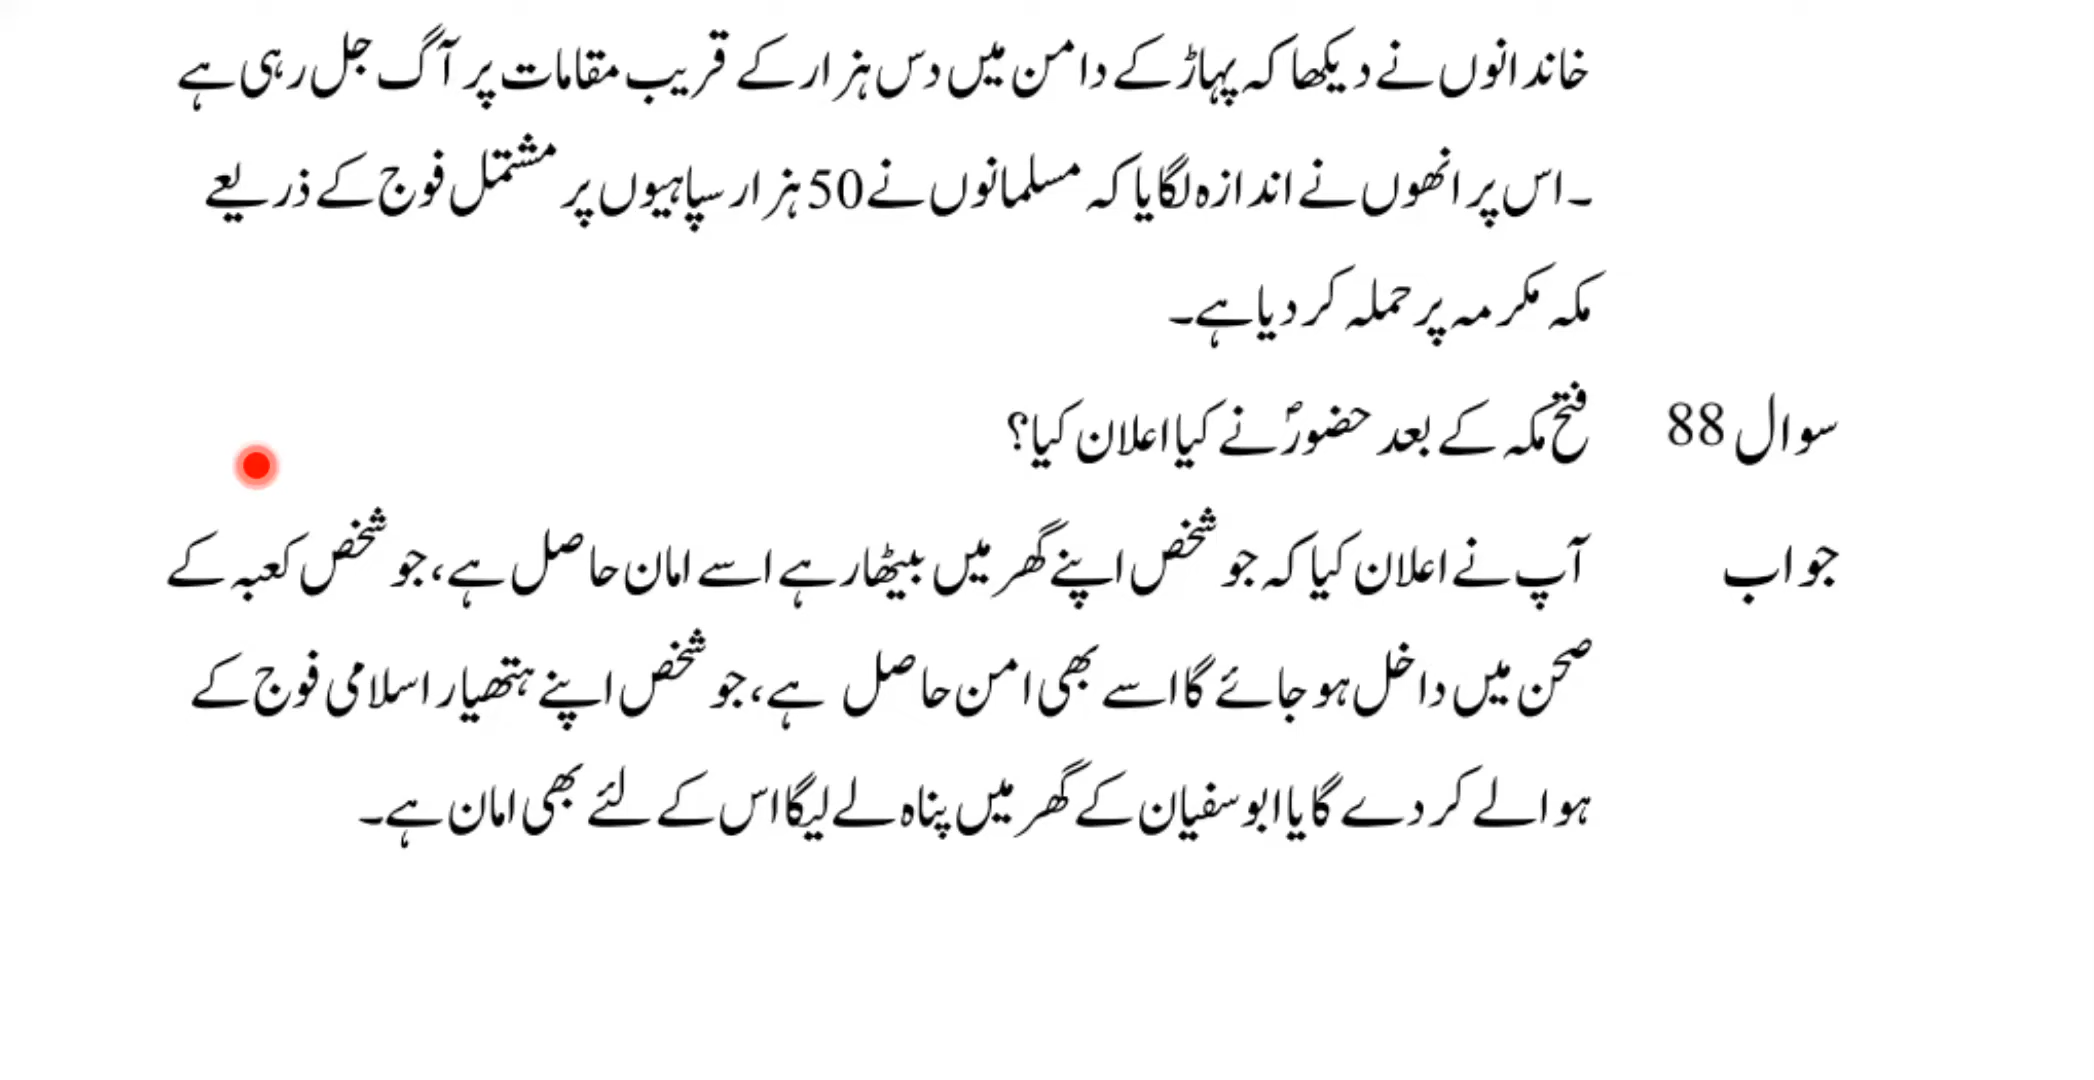 خاندانوں نے دیکھا کہ پہاڑ کے دامن میں دس ہزار کے قریب مقامات پر آگ جل رہی ہے
۔اس پر انھوں نے اندازہ لگایا کہ مسلمانوں نے 50 ہزار سپاہیوں پر مشتمل فوج کے ذریعے
مکہ مکرمہ پر حملہ کر دیا ہے۔
سوال 88 فتح مکہ کے بعد حضورؐ نے کیا اعلان کیا؟
جواب آپ نے اعلان کیا کہ جو شخص اپنے گھر میں بیٹھا رہے اسے امان حاصل ہے، جو شخص کعبہ کے
صحن میں داخل ہو جائے گا اسے بھی امن حاصل ہے، جو شخص اپنے ہتھیار اسلامی فوج کے
ہوالے کر دے گا یا ابو سفیان کے گھر میں پناہ لے لیگا اس کے لئے بھی امان ہے۔